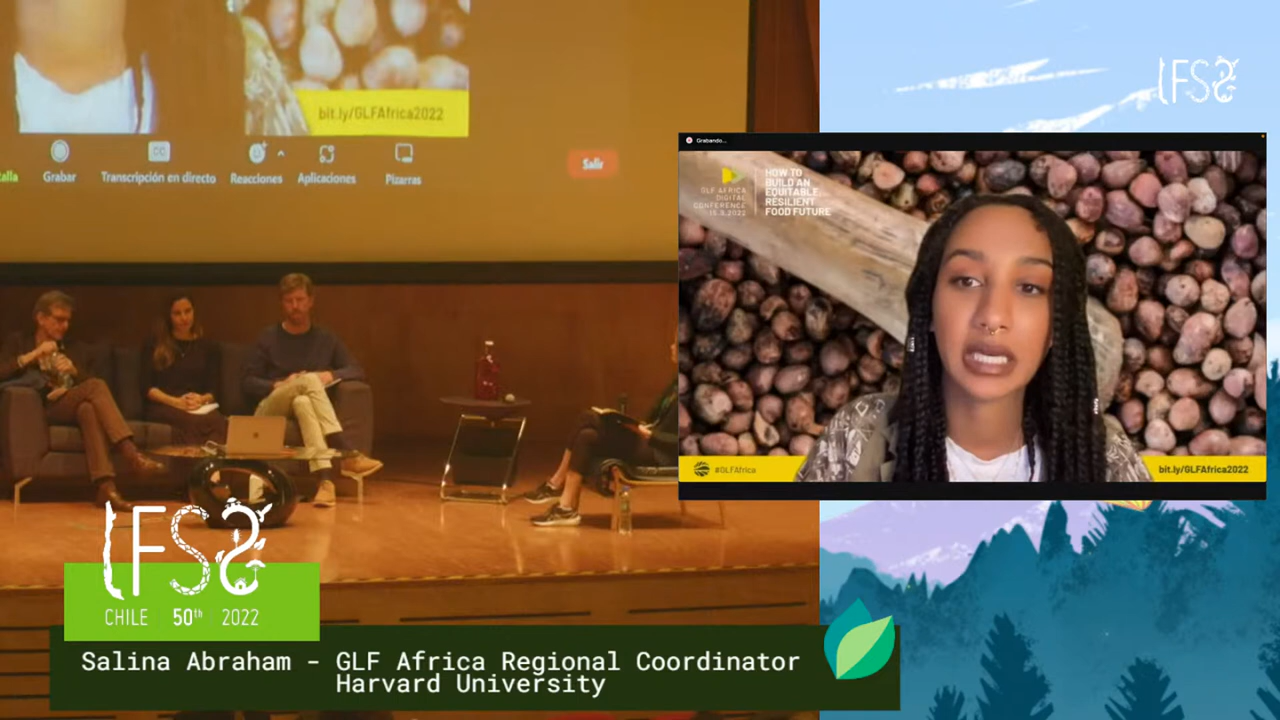 bit.ly/GLFAfrica2022
alla
Grabar
CC
Transcripción en directo
Reacciones
Aplicaciones
Pizarras
Salir
IFSS
Grabando...
GLF AFRICA
DIGITAL
CONFERENCE
15.9.2022
HOW TO
BUILD AN
EQUITABLE,
RESILIENT
FOOD FUTURE
#GLFAfrica
bit.ly/GLFAfrica2022
IFSS
CHILE 50th 2022
Salina Abraham - GLF Africa Regional Coordinator
Harvard University